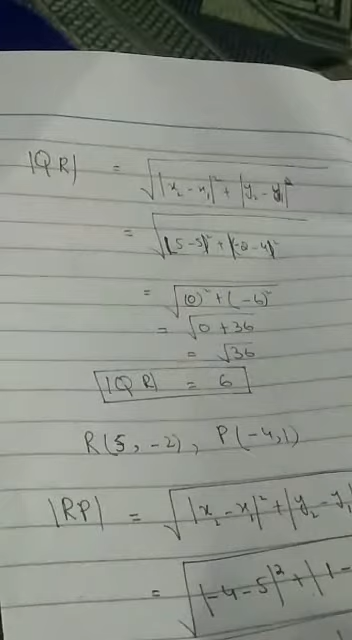 |QR| = √|x₂ - x₁|² + |y₂ - y₁|²
= √|5-5|² + |-2-4|²
= √(0)² + (-6)²
= √0 + 36
= √36
|QR| = 6
R(5, -2), P(-4, 1)
|RP| = √|x₂ - x₁|² + |y₂ - y₁
= √|-4-5|² + |1-